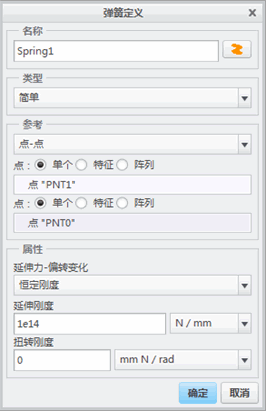 弹簧定义
名称
Spring1
类型
简单
参考
点-点
点： 单个 特征 阵列
点 "PNT1"
点： 单个 特征 阵列
点 "PNT0"
属性
延伸力-偏转变化
恒定刚度
延伸刚度
1e14 N / mm
扭转刚度
0 mm N / rad
确定 取消